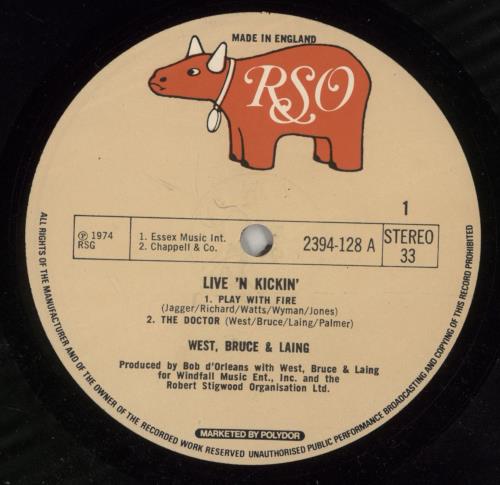 MADE IN ENGLAND
RSO
1
℗ 1974
RSG
1. Essex Music Int.
2. Chappell & Co.
2394-128 A
STEREO
33
LIVE 'N KICKIN'
1. PLAY WITH FIRE
(Jagger/Richard/Watts/Wyman/Jones)
2. THE DOCTOR (West/Bruce/Laing/Palmer)
WEST, BRUCE & LAING
Produced by Bob d'Orleans with West, Bruce & Laing
for Windfall Music Ent., Inc. and the
Robert Stigwood Organisation Ltd.
MARKETED BY POLYDOR
ALL RIGHTS OF THE MANUFACTURER AND OF THE OWNER OF THE RECORDED WORK RESERVED UNAUTHORISED PUBLIC PERFORMANCE BROADCASTING AND COPYING OF THIS RECORD PROHIBITED